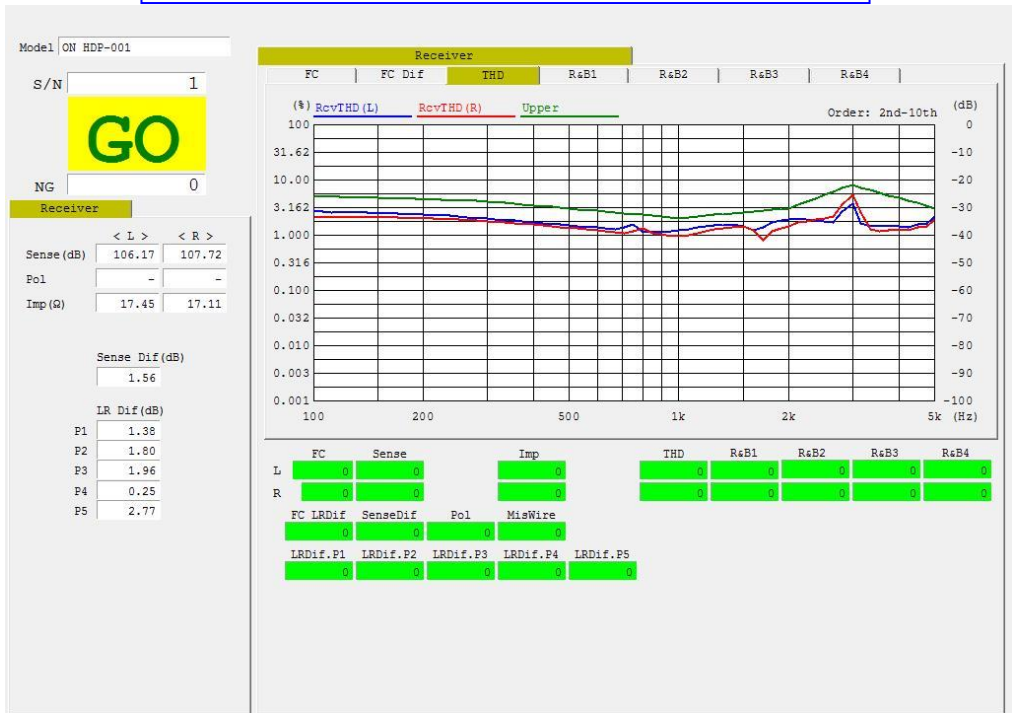 Model ON HDP-001
S/N 1
GO
NG 0
Receiver
< L > < R >
Sense(dB) 106.17 107.72
Pol - -
Imp(Ω) 17.45 17.11
Sense Dif(dB)
1.56
LR Dif(dB)
P1 1.38
P2 1.80
P3 1.96
P4 0.25
P5 2.77
Receiver
FC FC Dif THD R&B1 R&B2 R&B3 R&B4
(%) RcvTHD(L) RcvTHD(R) Upper Order: 2nd-10th (dB)
100 0
31.62 -10
10.00 -20
3.162 -30
1.000 -40
0.316 -50
0.100 -60
0.032 -70
0.010 -80
0.003 -90
0.001 -100
100 200 500 1k 2k 5k (Hz)
FC Sense Imp THD R&B1 R&B2 R&B3 R&B4
L 0 0 0 0 0 0 0 0
R 0 0 0 0 0 0 0 0
FC LRDif SenseDif Pol MisWire
0 0 0 0
LRDif.P1 LRDif.P2 LRDif.P3 LRDif.P4 LRDif.P5
0 0 0 0 0